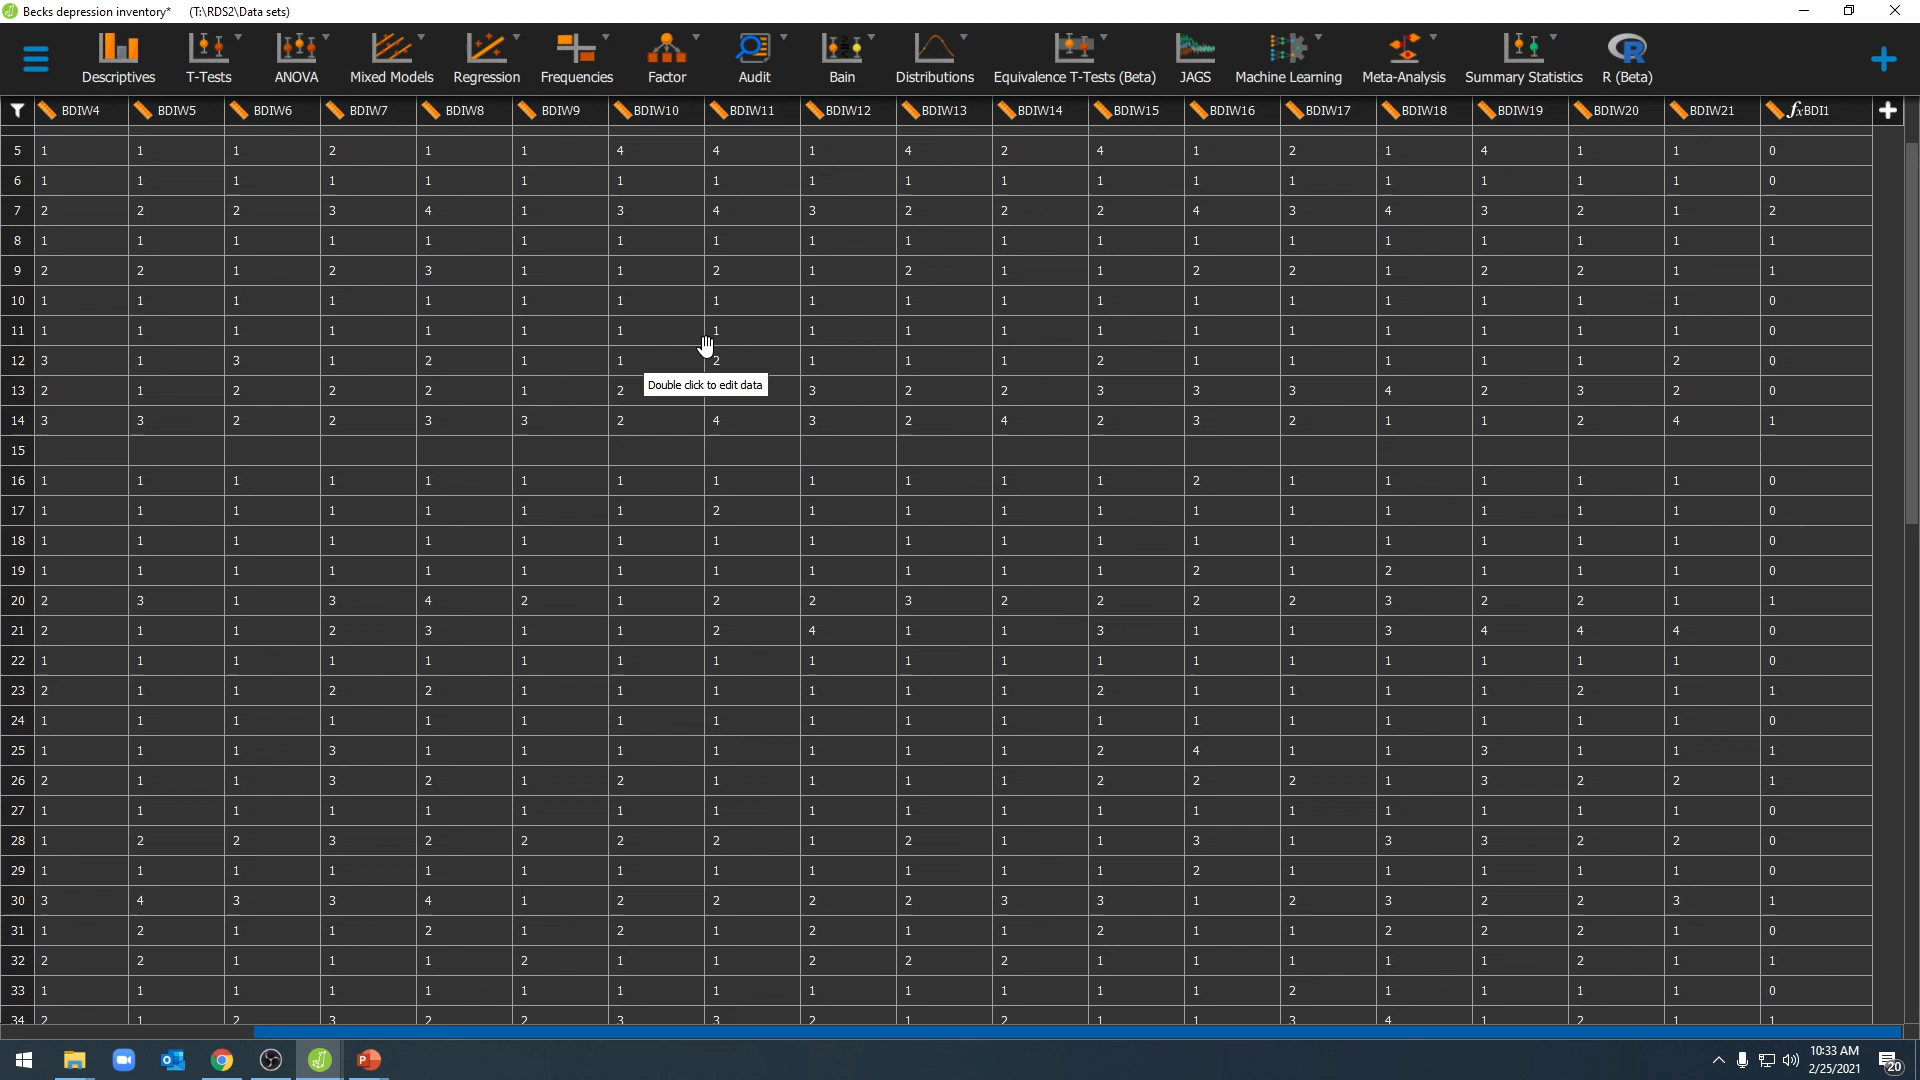 Becks depression inventory* (T:\RDS2\Data sets)
Descriptives T-Tests ANOVA Mixed Models Regression Frequencies Factor Audit Bain Distributions Equivalence T-Tests (Beta) JAGS Machine Learning Meta-Analysis Summary Statistics R (Beta)
BDIW4 BDIW5 BDIW6 BDIW7 BDIW8 BDIW9 BDIW10 BDIW11 BDIW12 BDIW13 BDIW14 BDIW15 BDIW16 BDIW17 BDIW18 BDIW19 BDIW20 BDIW21 fx BDI1
5 1 1 1 2 1 1 4 4 1 4 2 4 1 2 1 4 1 1 0
6 1 1 1 1 1 1 1 1 1 1 1 1 1 1 1 1 1 1 0
7 2 2 2 3 4 1 3 4 3 2 2 2 4 3 4 3 2 1 2
8 1 1 1 1 1 1 1 1 1 1 1 1 1 1 1 1 1 1 1
9 2 2 1 2 3 1 1 2 1 2 1 1 2 2 1 2 2 1 1
10 1 1 1 1 1 1 1 1 1 1 1 1 1 1 1 1 1 1 0
11 1 1 1 1 1 1 1 1 1 1 1 1 1 1 1 1 1 1 0
12 3 1 3 1 2 1 1 2 1 1 1 2 1 1 1 1 1 2 0
Double click to edit data
13 2 1 2 2 2 1 2 3 2 2 3 3 3 4 2 3 2 0
14 3 3 2 2 3 3 2 4 3 2 4 2 3 2 1 1 2 4 1
15
16 1 1 1 1 1 1 1 1 1 1 1 1 2 1 1 1 1 1 0
17 1 1 1 1 1 1 1 2 1 1 1 1 1 1 1 1 1 1 0
18 1 1 1 1 1 1 1 1 1 1 1 1 1 1 1 1 1 1 0
19 1 1 1 1 1 1 1 1 1 1 1 1 2 1 2 1 1 1 0
20 2 3 1 3 4 2 1 2 2 3 2 2 2 2 3 2 2 1 1
21 2 1 1 2 3 1 1 2 4 1 1 3 1 1 3 4 4 4 0
22 1 1 1 1 1 1 1 1 1 1 1 1 1 1 1 1 1 1 0
23 2 1 1 2 2 1 1 1 1 1 1 2 1 1 1 1 2 1 1
24 1 1 1 1 1 1 1 1 1 1 1 1 1 1 1 1 1 1 0
25 1 1 1 3 1 1 1 1 1 1 1 2 4 1 1 3 1 1 1
26 2 1 1 3 2 1 2 1 1 1 1 2 2 2 1 3 2 2 1
27 1 1 1 1 1 1 1 1 1 1 1 1 1 1 1 1 1 1 0
28 1 2 2 3 2 2 2 2 1 2 1 1 3 1 3 3 2 2 0
29 1 1 1 1 1 1 1 1 1 1 1 1 2 1 1 1 1 1 0
30 3 4 3 3 4 1 2 2 2 2 3 3 1 2 3 2 2 3 1
31 1 2 1 1 2 1 2 1 2 1 1 2 1 1 2 2 2 1 0
32 2 2 1 1 1 2 1 1 2 2 2 1 1 1 1 1 2 1 1
33 1 1 1 1 1 1 1 1 1 1 1 1 1 2 1 1 1 1 0
34 2 1 2 3 2 2 3 3 2 1 2 1 1 3 4 1 2 1 1
10:33 AM
2/25/2021
20